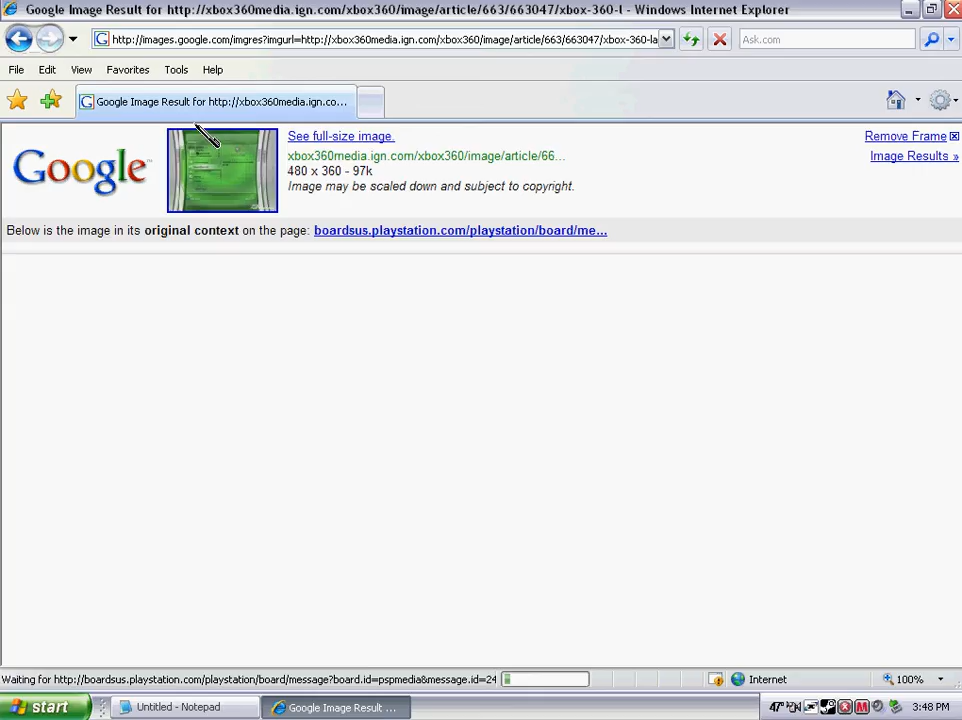 Google Image Result for http://xbox360media.ign.com/xbox360/image/article/663/663047/xbox-360-l - Windows Internet Explorer
http://images.google.com/imgres?imgurl=http://xbox360media.ign.com/xbox360/image/article/663/663047/xbox-360-la
Ask.com
File Edit View Favorites Tools Help
Google Image Result for http://xbox360media.ign.co...
Google
See full-size image.
Remove Frame
xbox360media.ign.com/xbox360/image/article/66...
Image Results »
480 x 360 - 97k
Image may be scaled down and subject to copyright.
Below is the image in its original context on the page: boardsus.playstation.com/playstation/board/me...
Waiting for http://boardsus.playstation.com/playstation/board/message?board.id=pspmedia&message.id=24
Internet
100%
start
Untitled - Notepad
Google Image Result ...
47°
3:48 PM